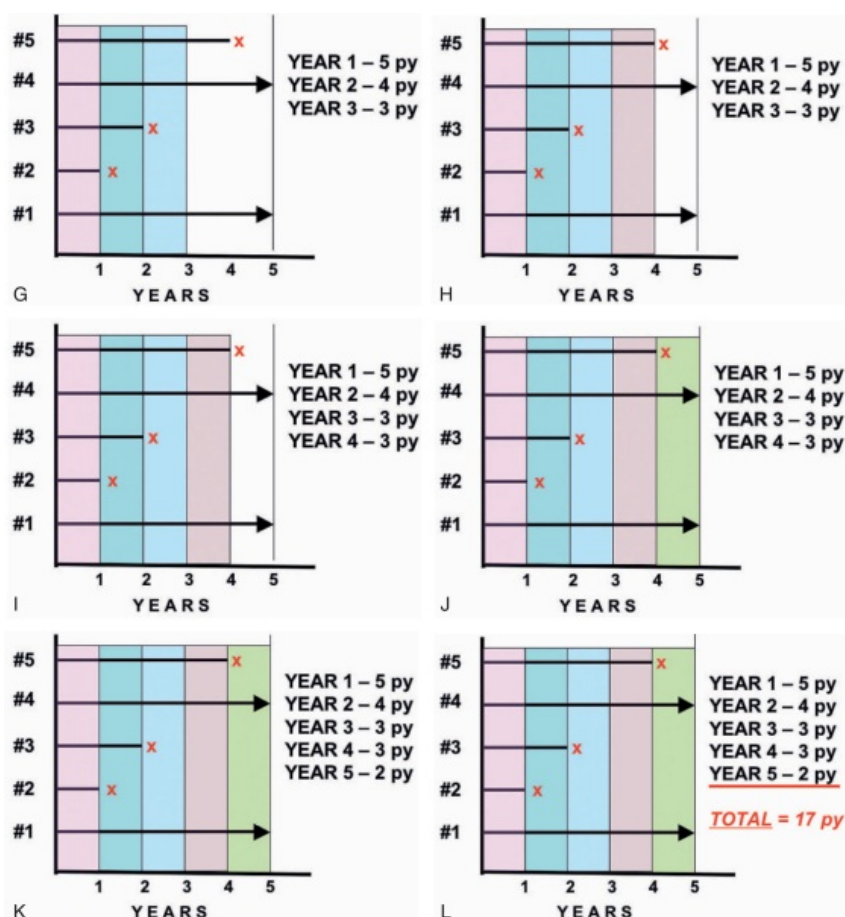 #5 x
YEAR 1 – 5 py
#4
YEAR 2 – 4 py
#3 x
YEAR 3 – 3 py
#2 x
#1
1 2 3 4 5
G
YEARS
#5 x
YEAR 1 – 5 py
#4
YEAR 2 – 4 py
#3 x
YEAR 3 – 3 py
#2 x
#1
1 2 3 4 5
H
YEARS
#5 x
YEAR 1 – 5 py
#4
YEAR 2 – 4 py
YEAR 3 – 3 py
#3 x
YEAR 4 – 3 py
#2 x
#1
1 2 3 4 5
I
YEARS
#5 x
YEAR 1 – 5 py
#4
YEAR 2 – 4 py
YEAR 3 – 3 py
#3 x
YEAR 4 – 3 py
#2 x
#1
1 2 3 4 5
J
YEARS
#5 x
YEAR 1 – 5 py
#4
YEAR 2 – 4 py
YEAR 3 – 3 py
#3 x
YEAR 4 – 3 py
YEAR 5 – 2 py
#2 x
#1
1 2 3 4 5
K
YEARS
#5 x
YEAR 1 – 5 py
#4
YEAR 2 – 4 py
YEAR 3 – 3 py
#3 x
YEAR 4 – 3 py
YEAR 5 – 2 py
#2 x
TOTAL = 17 py
#1
1 2 3 4 5
L
YEARS